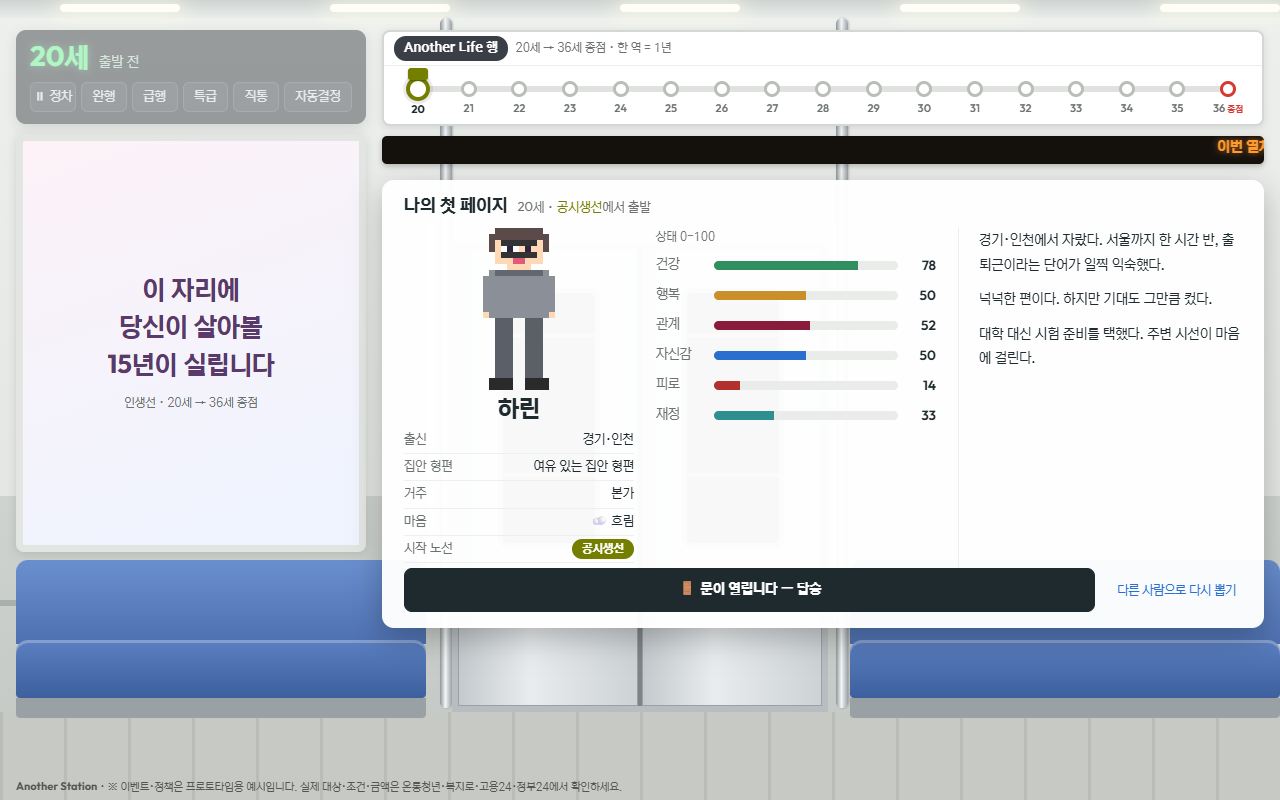 20세 출발 전
정차 완행 급행 특급 직통 자동결정
Another Life 행 20세 → 36세 종점 · 한 역 = 1년
20 21 22 23 24 25 26 27 28 29 30 31 32 33 34 35 36 종점
이번 열
이 자리에
당신이 살아볼
15년이 실립니다
인생선 · 20세 → 36세 종점
나의 첫 페이지 20세 · 공시생선에서 출발
하린
출신 경기·인천
집안 형편 여유 있는 집안 형편
거주 본가
마음 흐림
시작 노선 공시생선
상태 0–100
건강 78
행복 50
관계 52
자신감 50
피로 14
재정 33
경기·인천에서 자랐다. 서울까지 한 시간 반, 출
퇴근이라는 단어가 일찍 익숙했다.
넉넉한 편이다. 하지만 기대도 그만큼 컸다.
대학 대신 시험 준비를 택했다. 주변 시선이 마음
에 걸린다.
문이 열립니다 — 탑승
다른 사람으로 다시 뽑기
Another Station · ※ 이벤트·정책은 프로토타입용 예시입니다. 실제 대상·조건·금액은 온통청년·복지로·고용24·정부24에서 확인하세요.